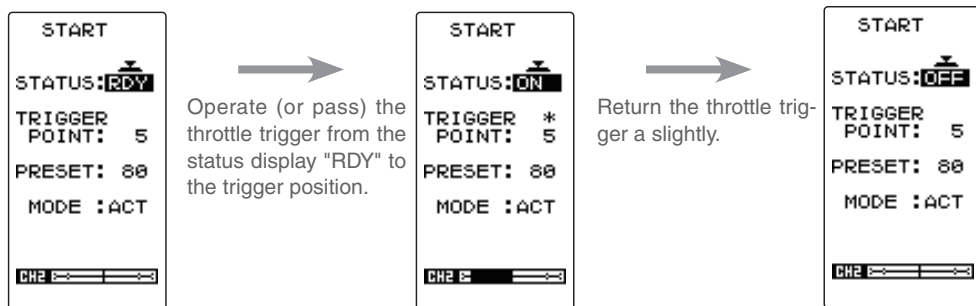 START
STATUS:RDY
TRIGGER
POINT: 5
PRESET: 80
MODE :ACT
CH2
Operate (or pass) the
throttle trigger from the
status display "RDY" to
the trigger position.
START
STATUS:ON
TRIGGER *
POINT: 5
PRESET: 80
MODE :ACT
CH2
Return the throttle trig-
ger a slightly.
START
STATUS:OFF
TRIGGER
POINT: 5
PRESET: 80
MODE :ACT
CH2